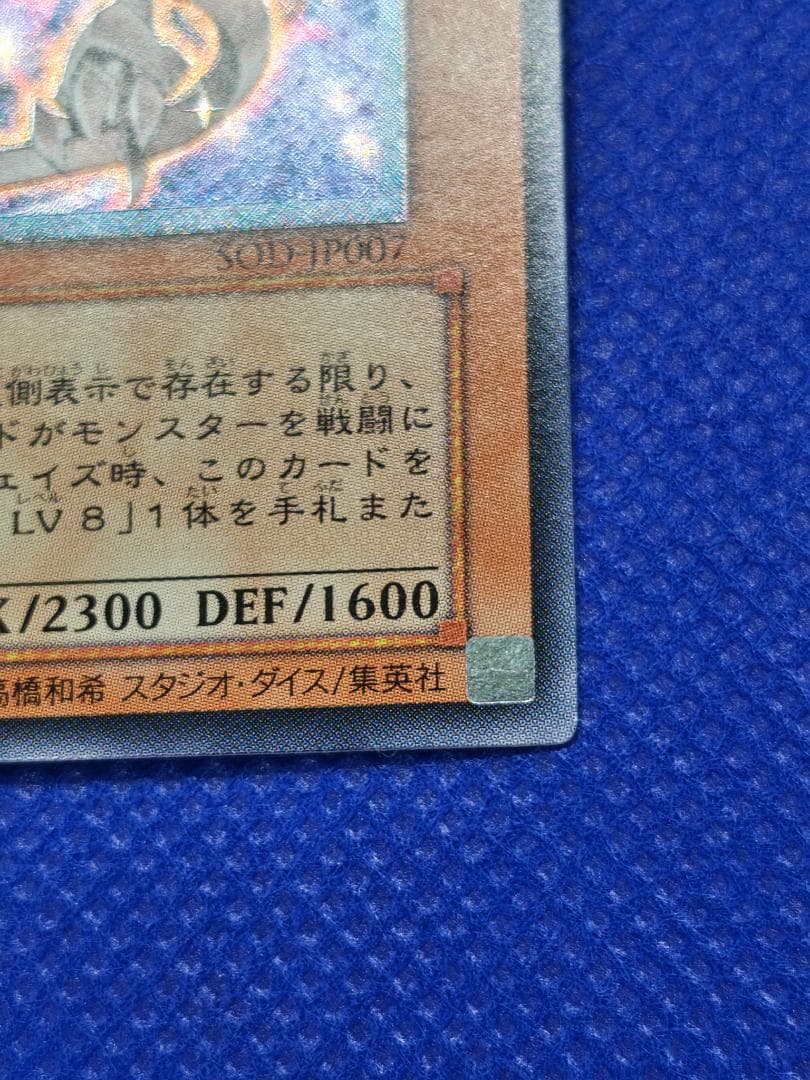 SOD-JP007
側表示で存在する限り、
ドがモンスターを戦闘に
ェイズ時、このカードを
LV8」1体を手札また
/2300 DEF/1600
高橋和希 スタジオ・ダイス/集英社